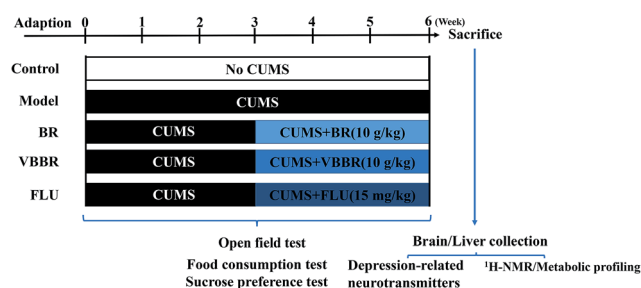 Adaption 0 1 2 3 4 5 6 (Week)
Sacrifice
Control No CUMS
Model CUMS
BR CUMS CUMS+BR(10 g/kg)
VBBR CUMS CUMS+VBBR(10 g/kg)
FLU CUMS CUMS+FLU(15 mg/kg)
Open field test
Food consumption test
Sucrose preference test
Brain/Liver collection
Depression-related
neurotransmitters
¹H-NMR/Metabolic profiling